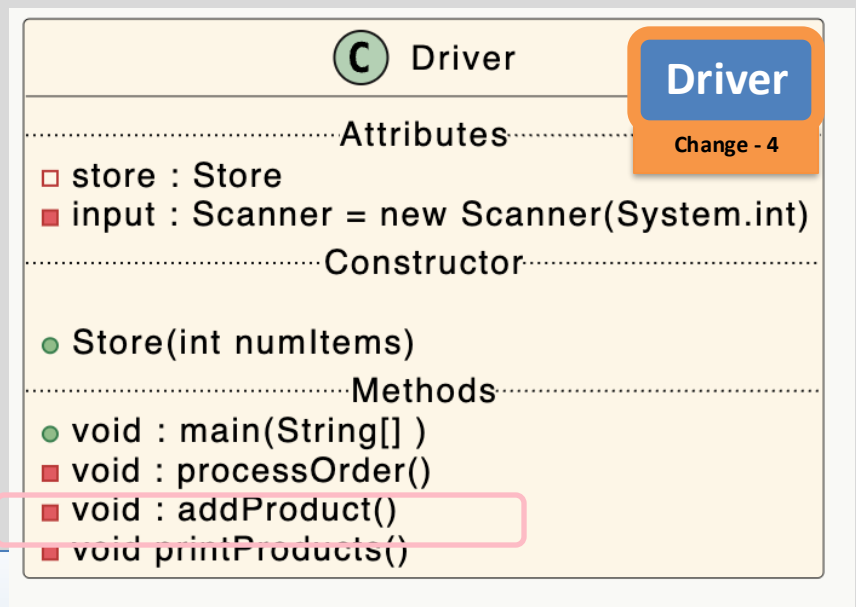 C Driver
Driver
Change - 4
Attributes
store : Store
input : Scanner = new Scanner(System.int)
Constructor
Store(int numItems)
Methods
void : main(String[] )
void : processOrder()
void : addProduct()
void printProducts()